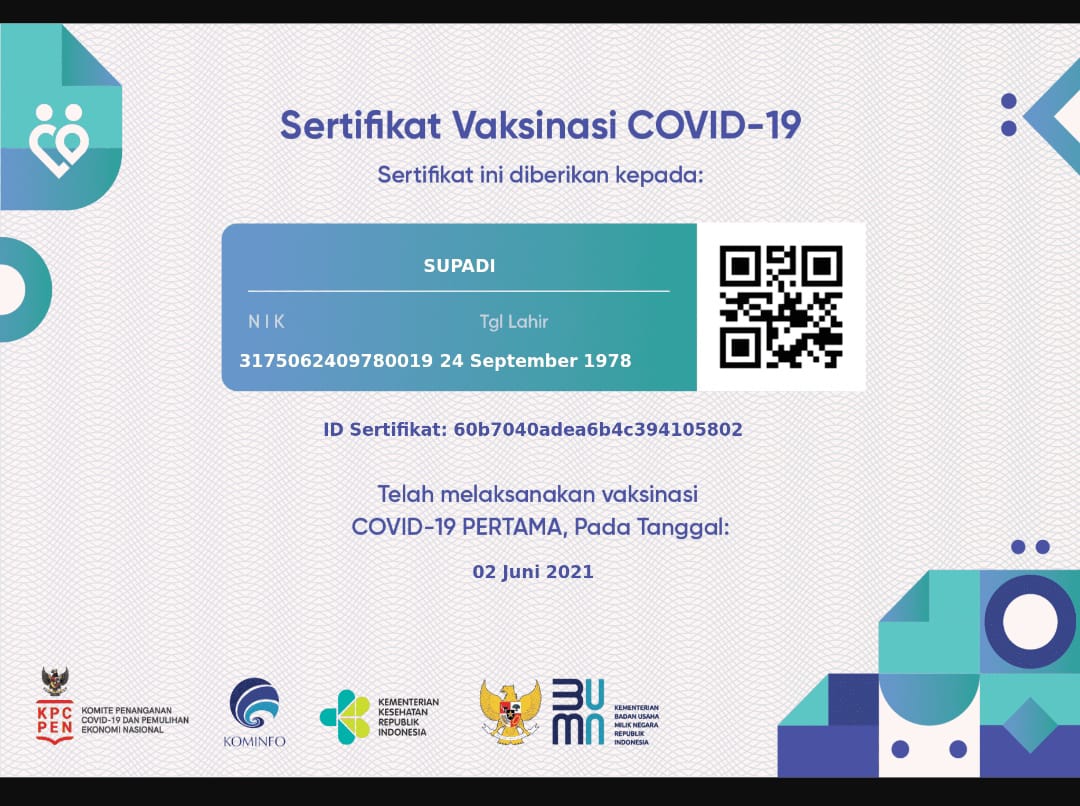 Sertifikat Vaksinasi COVID-19
Sertifikat ini diberikan kepada:
SUPADI
NIK Tgl Lahir
3175062409780019 24 September 1978
ID Sertifikat: 60b7040adea6b4c394105802
Telah melaksanakan vaksinasi
COVID-19 PERTAMA, Pada Tanggal:
02 Juni 2021
KPC
PEN
KOMITE PENANGANAN
COVID-19 DAN PEMULIHAN
EKONOMI NASIONAL
KOMINFO
KEMENTERIAN
KESEHATAN
REPUBLIK
INDONESIA
BUMN
KEMENTERIAN
BADAN USAHA
MILIK NEGARA
REPUBLIK
INDONESIA